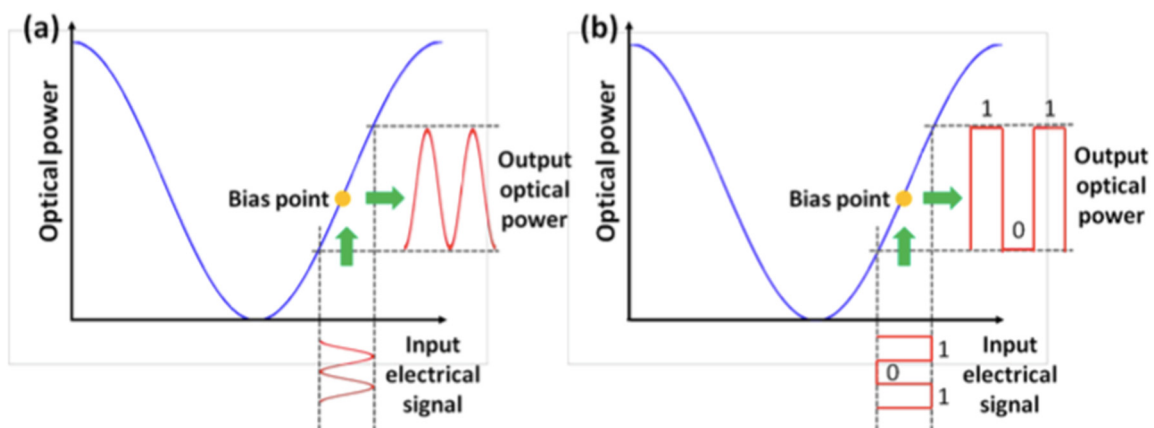 (a)
Optical power
Bias point
Output
optical
power
Input
electrical
signal
(b)
Optical power
Bias point
1 1
0
Output
optical
power
1
0
1
Input
electrical
signal